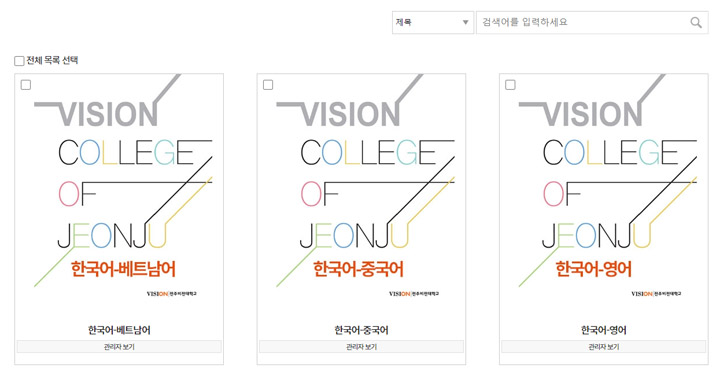 제목 검색어를 입력하세요
전체 목록 선택
VISION
COLLEGE
OF
JEONJU
한국어-베트남어
VISION 전주비전대학교
한국어-베트남어
관리자 보기
VISION
COLLEGE
OF
JEONJU
한국어-중국어
VISION 전주비전대학교
한국어-중국어
관리자 보기
VISION
COLLEGE
OF
JEONJU
한국어-영어
VISION 전주비전대학교
한국어-영어
관리자 보기